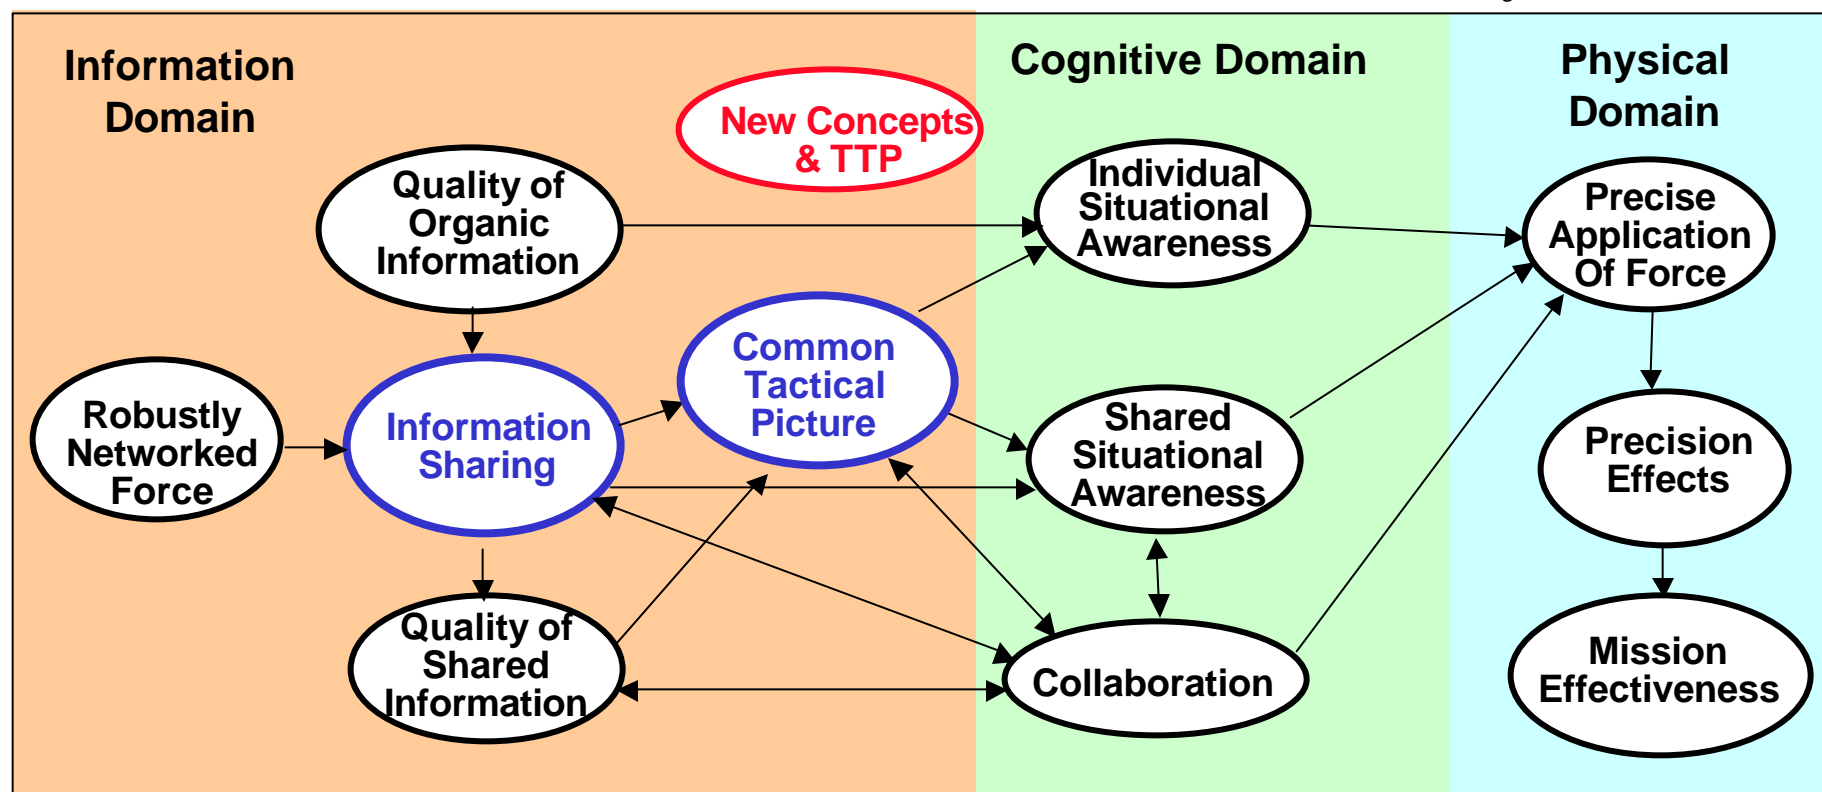 Information
Domain
Cognitive Domain
Physical
Domain
New Concepts
& TTP
Quality of
Organic
Information
Individual
Situational
Awareness
Precise
Application
Of Force
Common
Tactical
Picture
Robustly
Networked
Force
Information
Sharing
Shared
Situational
Awareness
Precision
Effects
Quality of
Shared
Information
Collaboration
Mission
Effectiveness